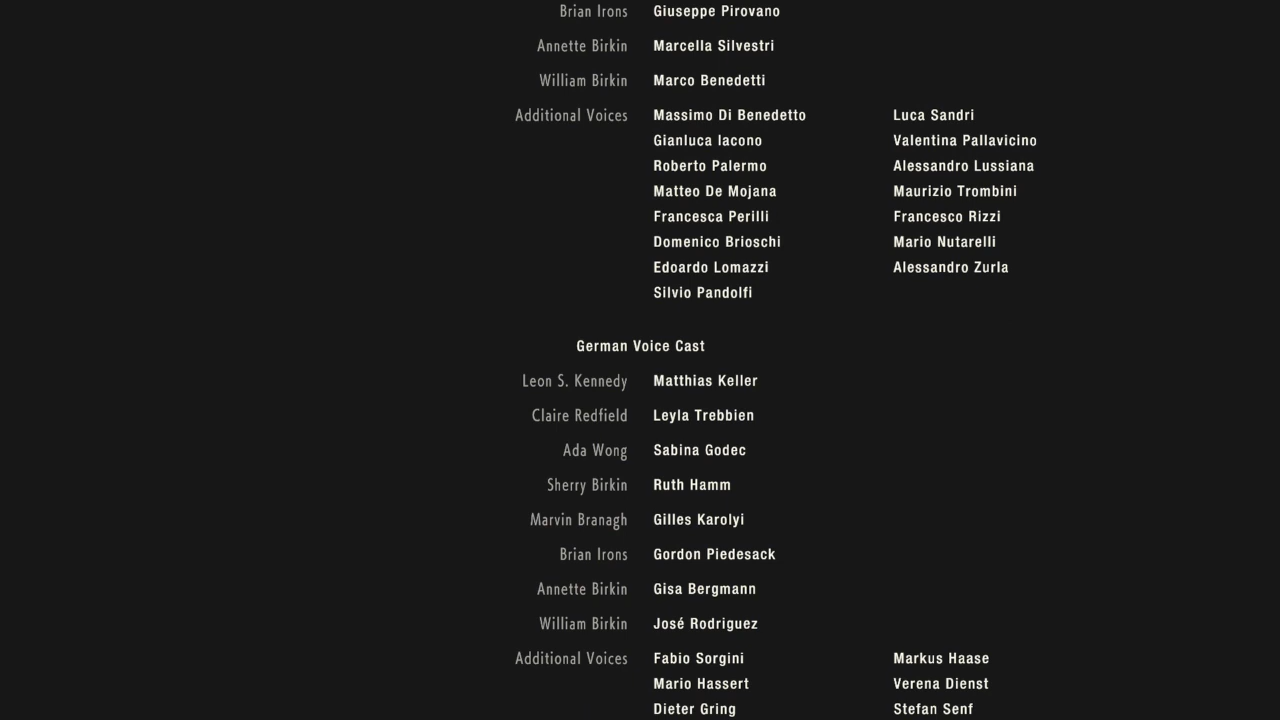 Brian Irons Giuseppe Pirovano
Annette Birkin Marcella Silvestri
William Birkin Marco Benedetti
Additional Voices Massimo Di Benedetto Luca Sandri
Gianluca Iacono Valentina Pallavicino
Roberto Palermo Alessandro Lussiana
Matteo De Mojana Maurizio Trombini
Francesca Perilli Francesco Rizzi
Domenico Brioschi Mario Nutarelli
Edoardo Lomazzi Alessandro Zurla
Silvio Pandolfi
German Voice Cast
Leon S. Kennedy Matthias Keller
Claire Redfield Leyla Trebbien
Ada Wong Sabina Godec
Sherry Birkin Ruth Hamm
Marvin Branagh Gilles Karolyi
Brian Irons Gordon Piedesack
Annette Birkin Gisa Bergmann
William Birkin José Rodriguez
Additional Voices Fabio Sorgini Markus Haase
Mario Hassert Verena Dienst
Dieter Gring Stefan Senf